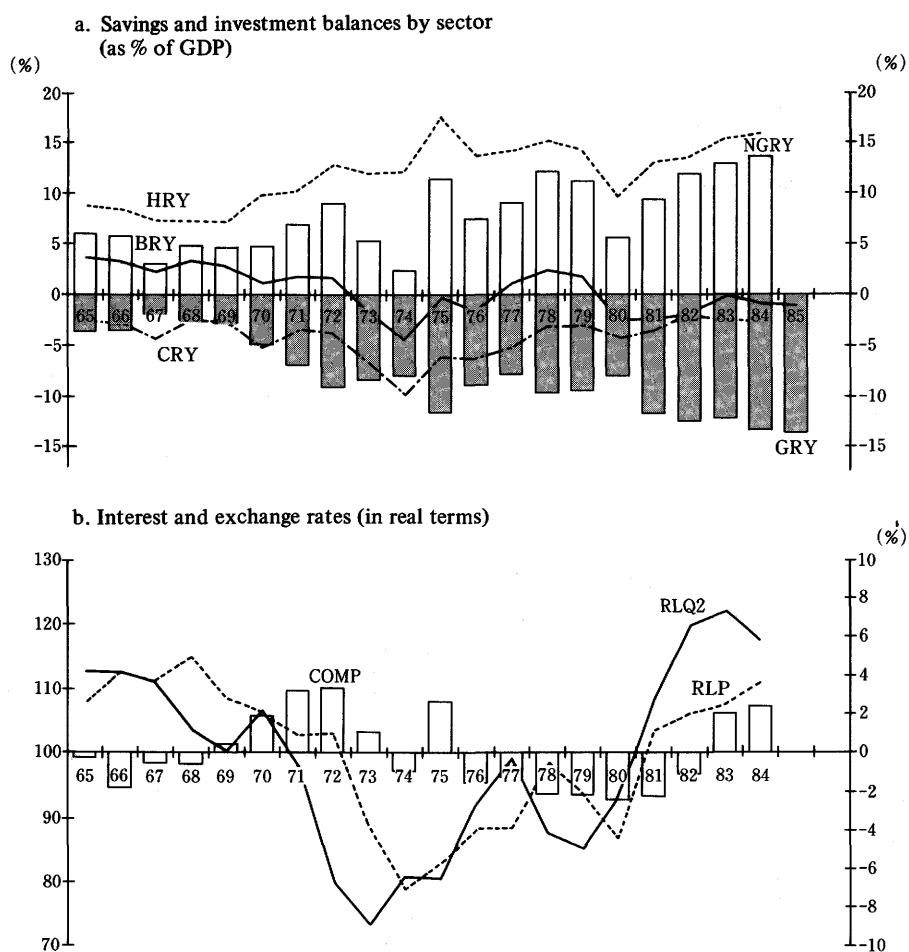 a. Savings and investment balances by sector
(as % of GDP)
(%) (%)
20 20
15 15
NGRY
10 10
HRY
5 5
BRY
0 0
65 66 67 68 69 70 71 72 73 74 75 76 77 78 79 80 81 82 83 84 85
-5 -5
CRY
-10 -10
-15 -15
GRY
b. Interest and exchange rates (in real terms)
(%)
130 10
8
RLQ2
120 6
4
COMP
RLP
110
2
100 0
65 66 67 68 69 70 71 72 73 74 75 76 77 78 79 80 81 82 83 84
-2
90
-4
80 -6
-8
70 -10